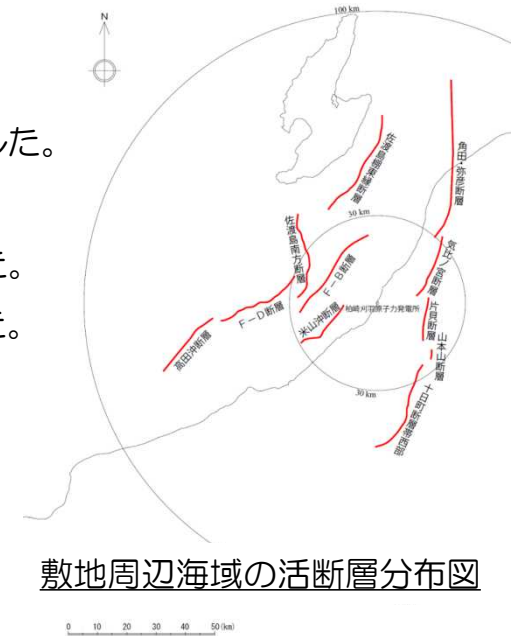 100 km
N
した。
佐渡島棚東縁断層
角田・弥彦断層
た。
30 km
佐渡島南方断層
F－B断層
気比ノ宮断層
た。
F－D断層
米山沖断層
柏崎刈羽原子力発電所
片貝断層
高田沖断層
山本山断層
30 km
十日町断層帯西部
敷地周辺海域の活断層分布図
0 10 20 30 40 50(km)